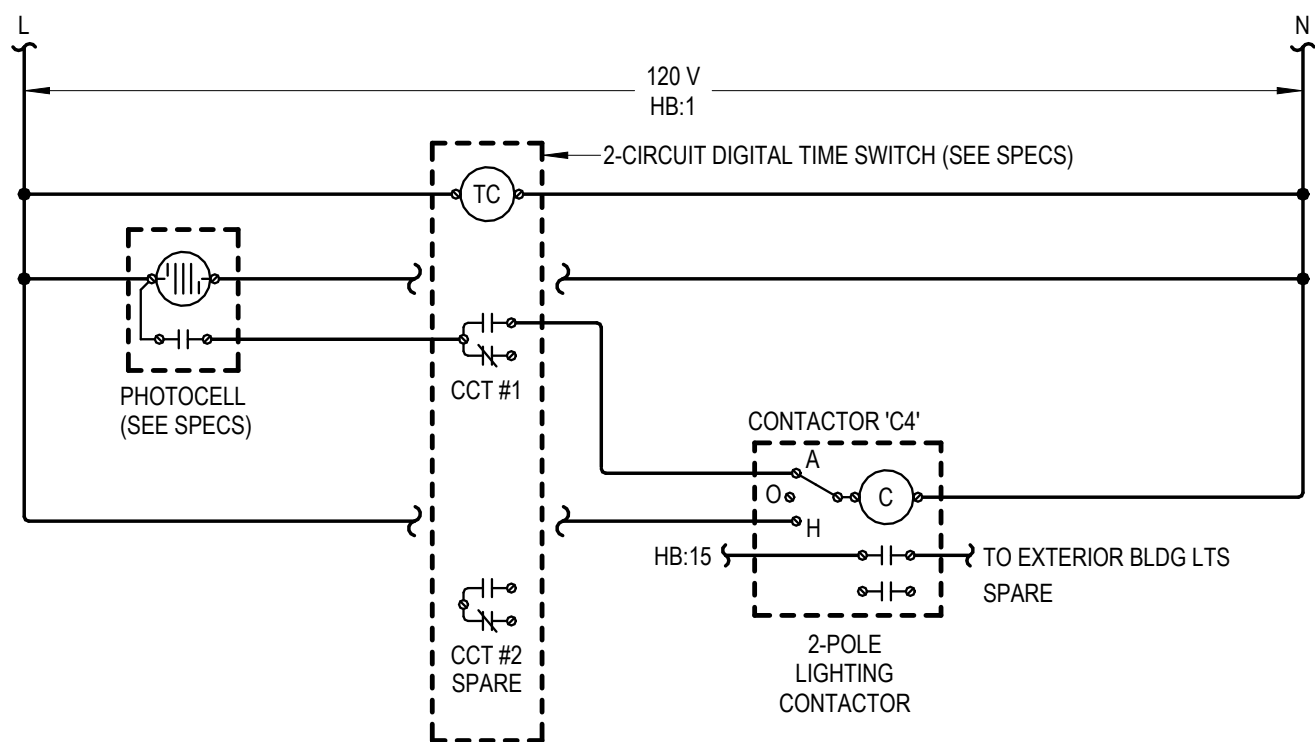 L
N
120 V
HB:1
2-CIRCUIT DIGITAL TIME SWITCH (SEE SPECS)
TC
PHOTOCELL
(SEE SPECS)
CCT #1
CONTACTOR 'C4'
A
O
C
H
HB:15
TO EXTERIOR BLDG LTS
SPARE
CCT #2
SPARE
2-POLE
LIGHTING
CONTACTOR